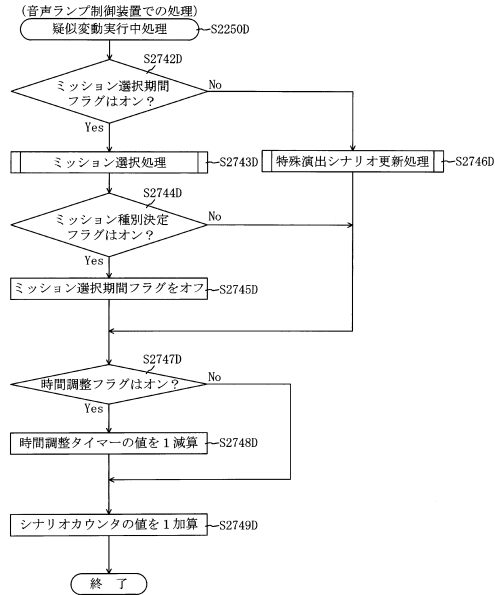 (音声ランプ制御装置での処理)
疑似変動実行中処理
S2250D
S2742D
ミッション選択期間
フラグはオン？
No
Yes
ミッション選択処理
S2743D
特殊演出シナリオ更新処理
S2746D
S2744D
ミッション種別決定
フラグはオン？
No
Yes
ミッション選択期間フラグをオフ
S2745D
S2747D
時間調整フラグはオン？
No
Yes
時間調整タイマーの値を１減算
S2748D
シナリオカウンタの値を１加算
S2749D
終 了